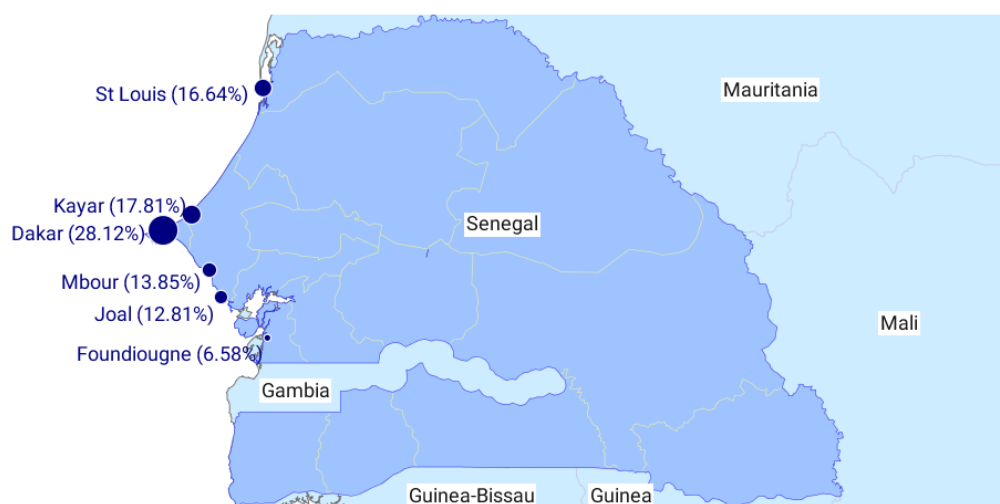 St Louis (16.64%)
Mauritania
Kayar (17.81%)
Senegal
Dakar (28.12%)
Mbour (13.85%)
Joal (12.81%)
Mali
Foundiougne (6.58%)
Gambia
Guinea-Bissau
Guinea